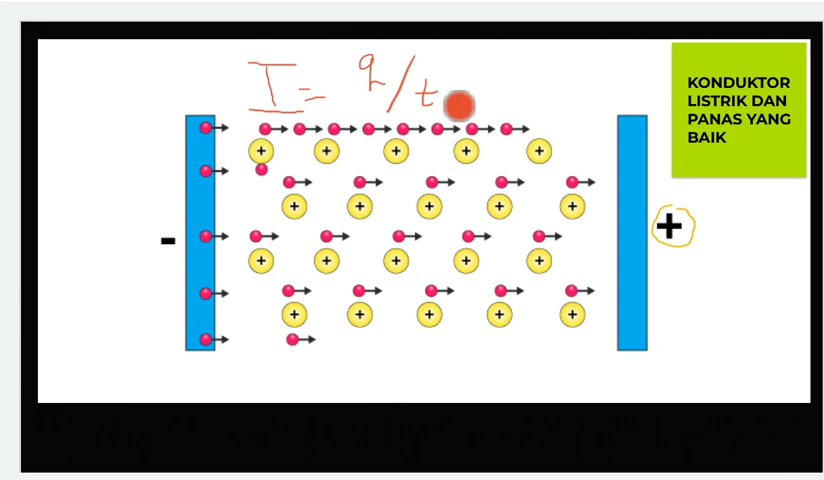 I = q/t
KONDUKTOR
LISTRIK DAN
PANAS YANG
BAIK
+ + + + +
+ + + + +
- +
+ + + + +
+ + + + +